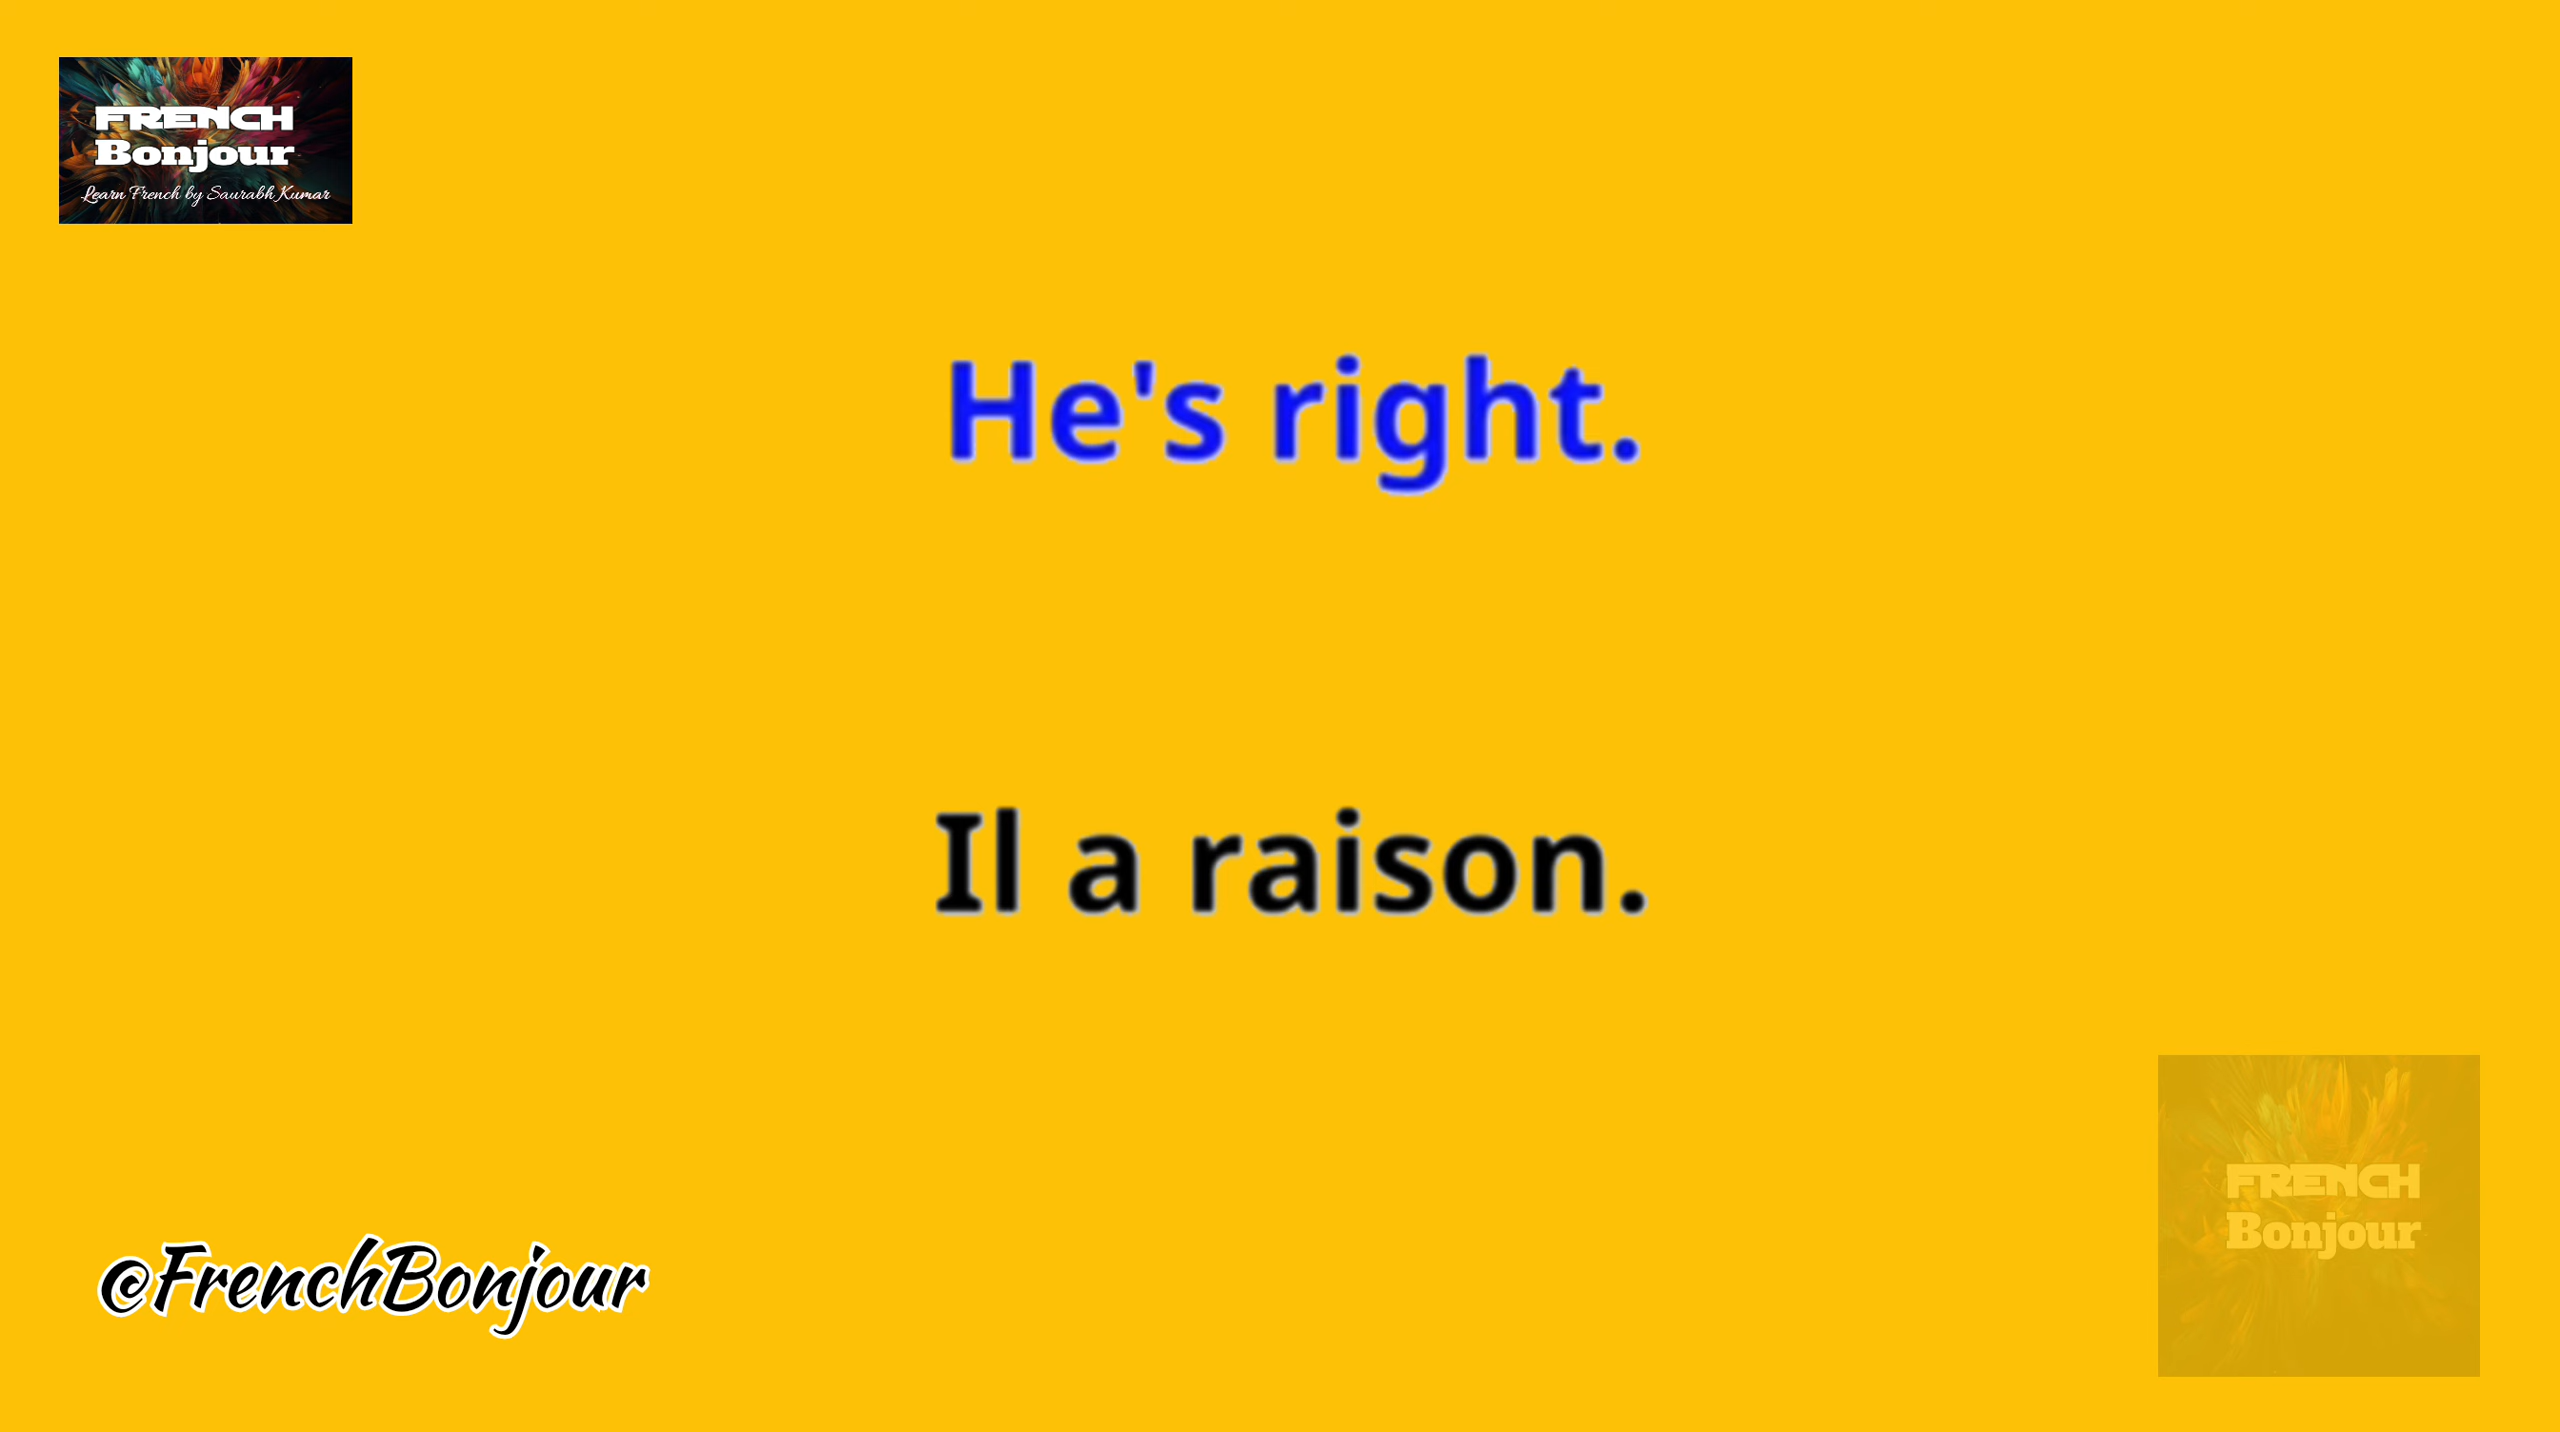 FRENCH
Bonjour
Learn French by Saurabh Kumar
He's right.
Il a raison.
@FrenchBonjour
FRENCH
Bonjour